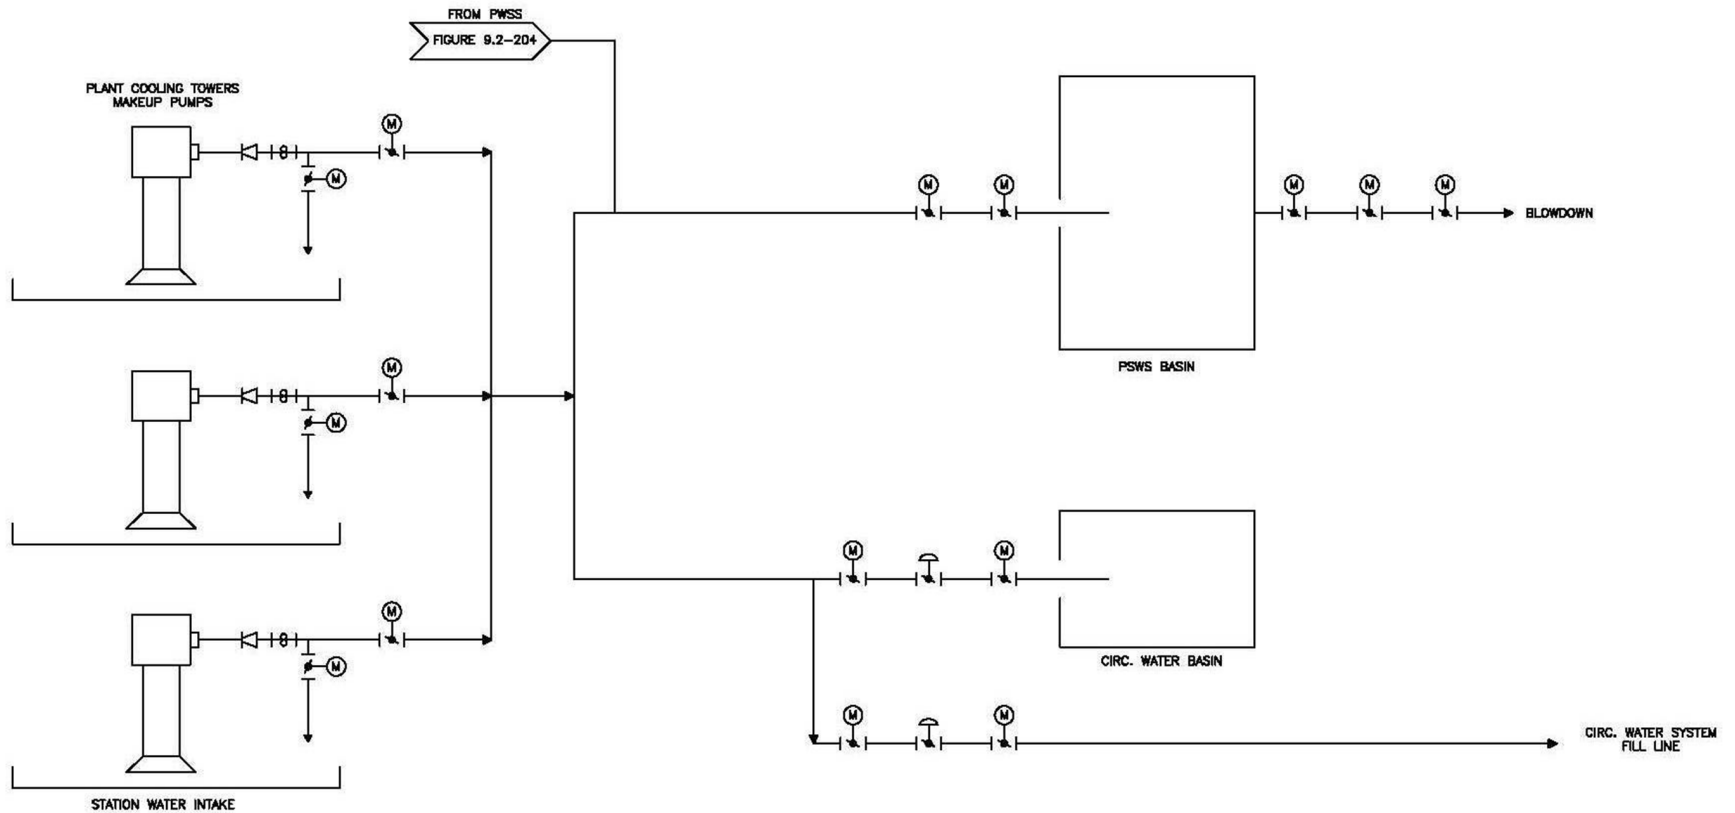 FROM PWSS
FIGURE 9.2-204
PLANT COOLING TOWERS
MAKEUP PUMPS
M
M
M
M
M
M
M
M
BLOWDOWN
PSWS BASIN
M
M
M
M
CIRC. WATER BASIN
M
M
M
M
CIRC. WATER SYSTEM
FILL LINE
STATION WATER INTAKE